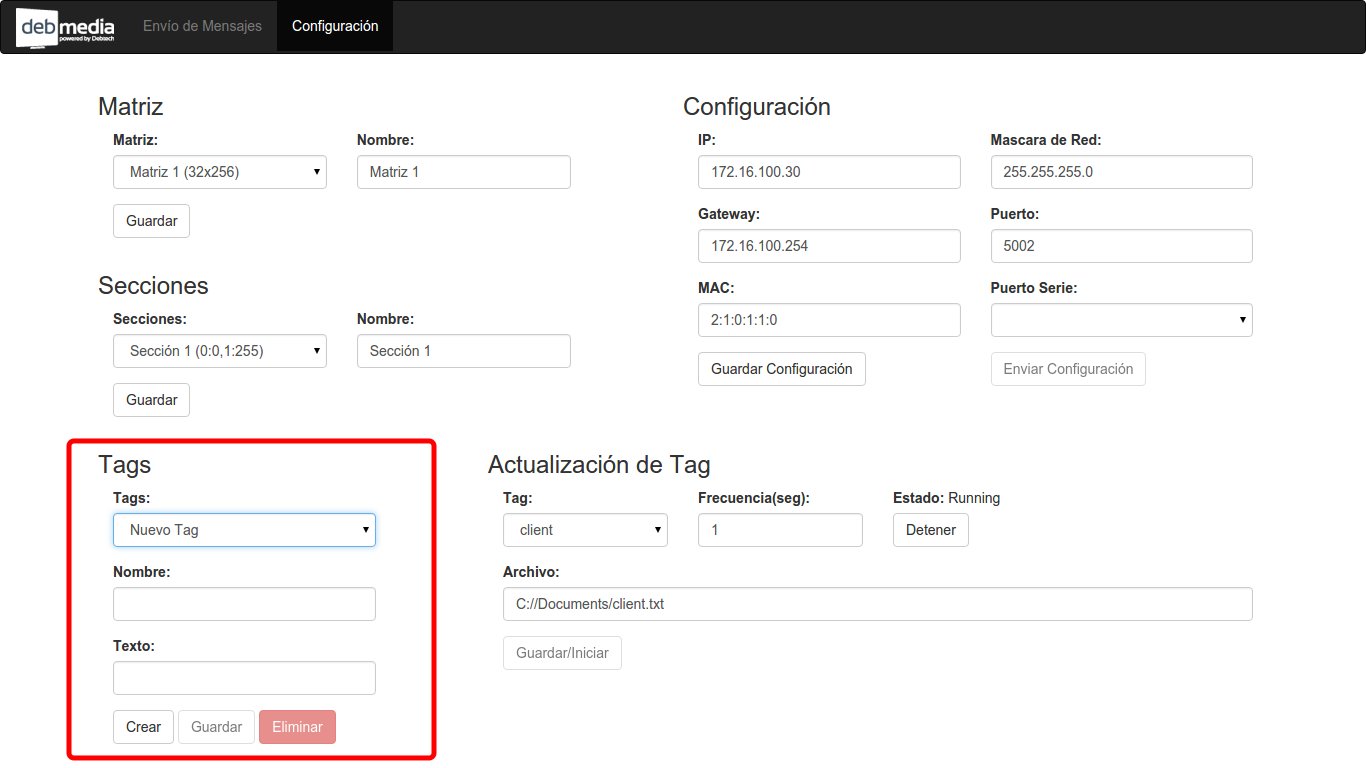 debmedia
powered by Debtech
Envío de Mensajes
Configuración
Matriz
Matriz:
Nombre:
Matriz 1 (32x256)
Matriz 1
Guardar
Secciones
Secciones:
Nombre:
Sección 1 (0:0,1:255)
Sección 1
Guardar
Configuración
IP:
Mascara de Red:
172.16.100.30
255.255.255.0
Gateway:
Puerto:
172.16.100.254
5002
MAC:
Puerto Serie:
2:1:0:1:1:0
Guardar Configuración
Enviar Configuración
Tags
Tags:
Nuevo Tag
Nombre:
Texto:
Crear
Guardar
Eliminar
Actualización de Tag
Tag:
Frecuencia(seg):
Estado: Running
client
1
Detener
Archivo:
C://Documents/client.txt
Guardar/Iniciar